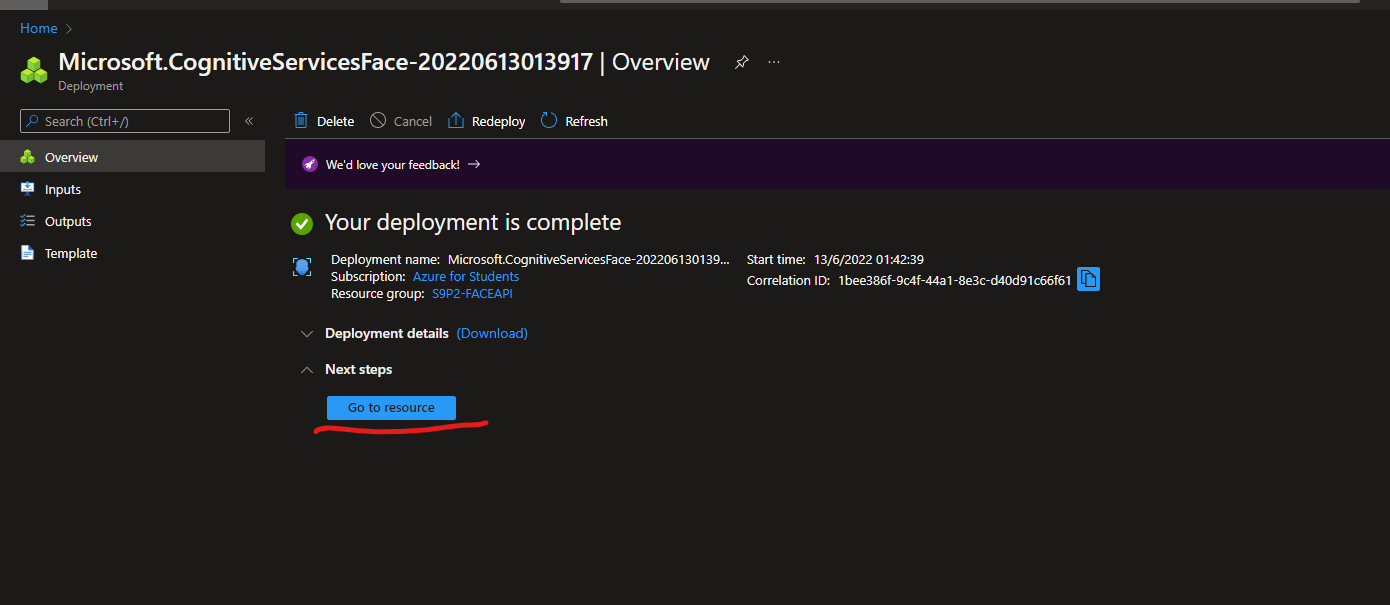 Home
Microsoft.CognitiveServicesFace-20220613013917 | Overview
Deployment
Search (Ctrl+/)
Delete Cancel Redeploy Refresh
Overview
Inputs
Outputs
Template
We'd love your feedback!
Your deployment is complete
Deployment name: Microsoft.CognitiveServicesFace-202206130139...
Subscription: Azure for Students
Resource group: S9P2-FACEAPI
Start time: 13/6/2022 01:42:39
Correlation ID: 1bee386f-9c4f-44a1-8e3c-d40d91c66f61
Deployment details (Download)
Next steps
Go to resource